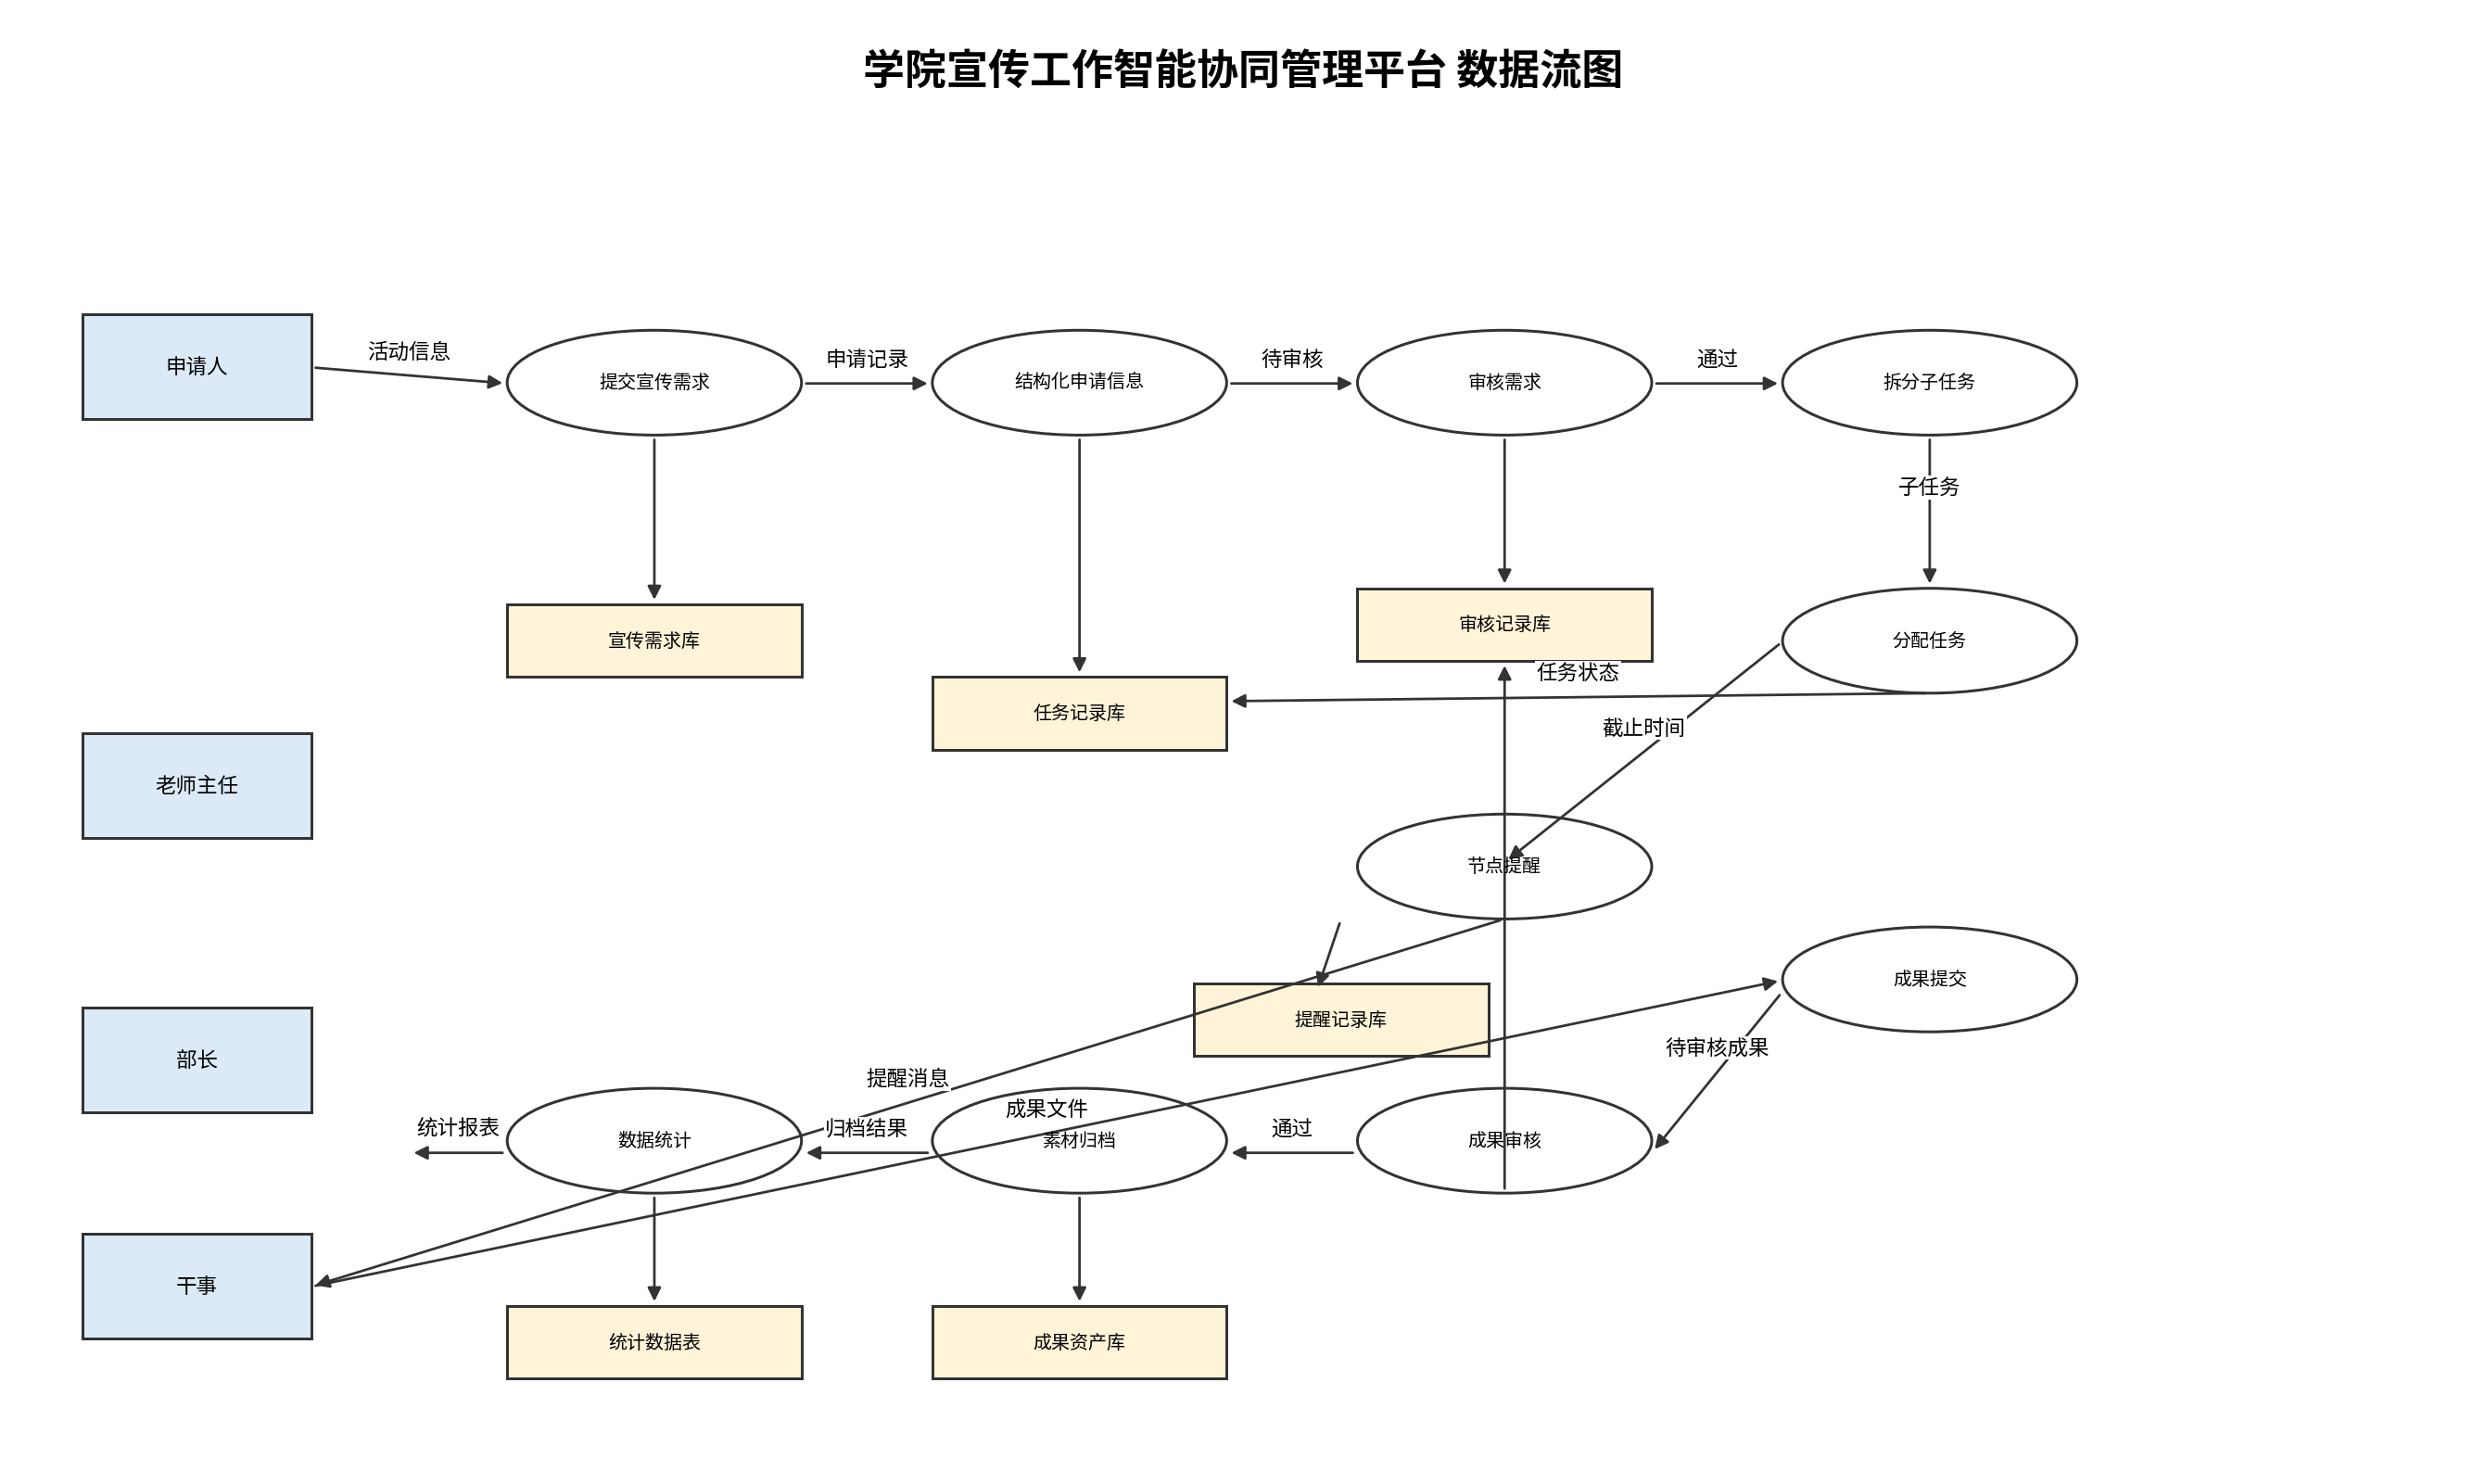 学院宣传工作智能协同管理平台 数据流图
申请人
活动信息
提交宣传需求
申请记录
结构化申请信息
待审核
审核需求
通过
拆分子任务
子任务
宣传需求库
审核记录库
分配任务
任务状态
任务记录库
截止时间
老师主任
节点提醒
成果提交
提醒记录库
待审核成果
部长
提醒消息
成果文件
统计报表
数据统计
归档结果
素材归档
通过
成果审核
干事
统计数据表
成果资产库